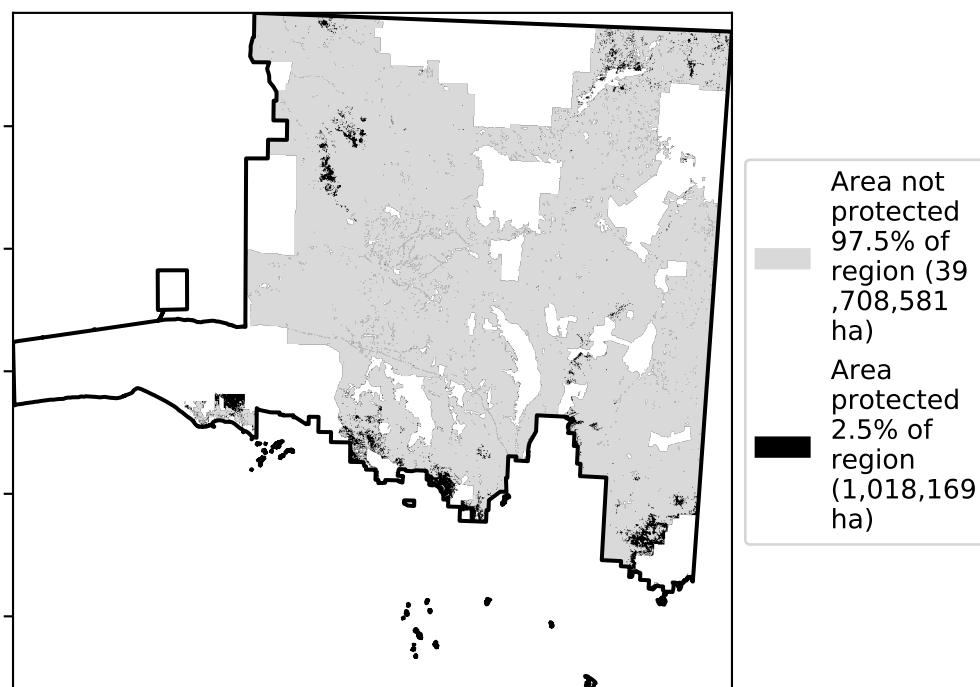 Area not
protected
97.5% of
region (39
,708,581
ha)
Area
protected
2.5% of
region
(1,018,169
ha)